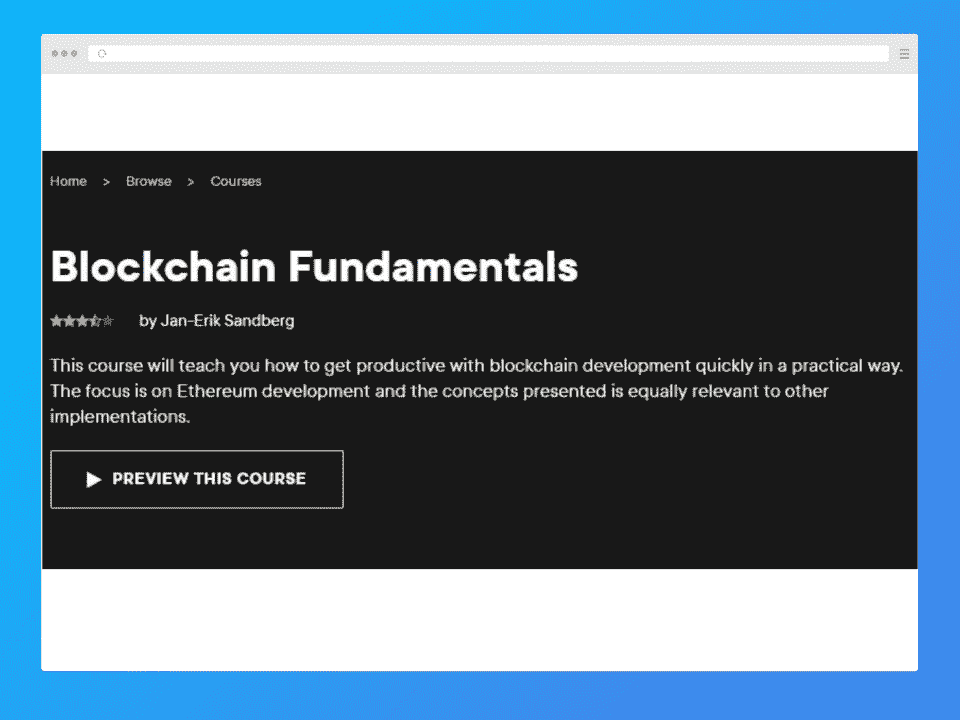 Home > Browse > Courses
Blockchain Fundamentals
by Jan-Erik Sandberg
This course will teach you how to get productive with blockchain development quickly in a practical way.
The focus is on Ethereum development and the concepts presented is equally relevant to other
implementations.
PREVIEW THIS COURSE